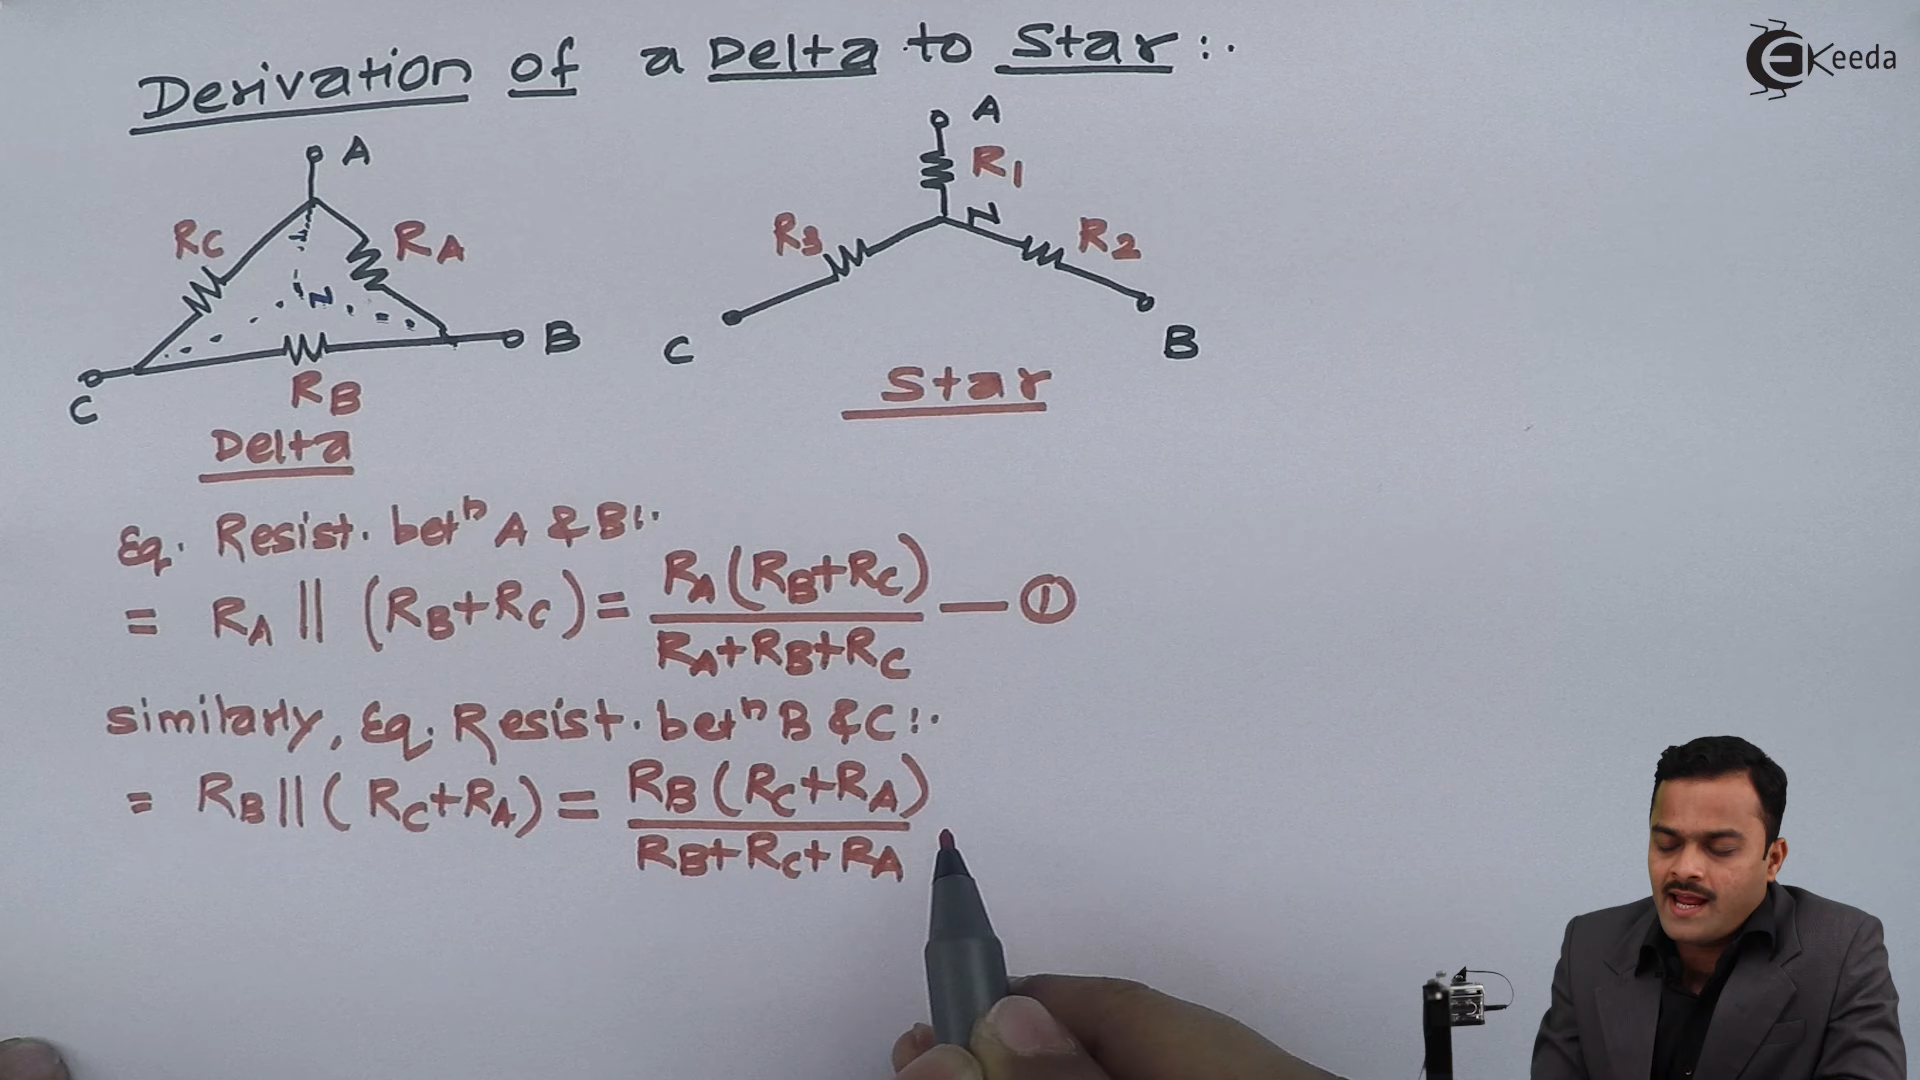 Derivation of a Delta to Star:.
EKeeda
A
RC
RA
N
B
C
RB
Delta
A
R1
N
R3
R2
C
B
Star
Eq. Resist. betn A & B:.
= RA || (RB+RC) = RA(RB+RC) / RA+RB+RC — ①
similarly, Eq. Resist. betn B & C:.
= RB || (RC+RA) = RB(RC+RA) / RB+RC+RA